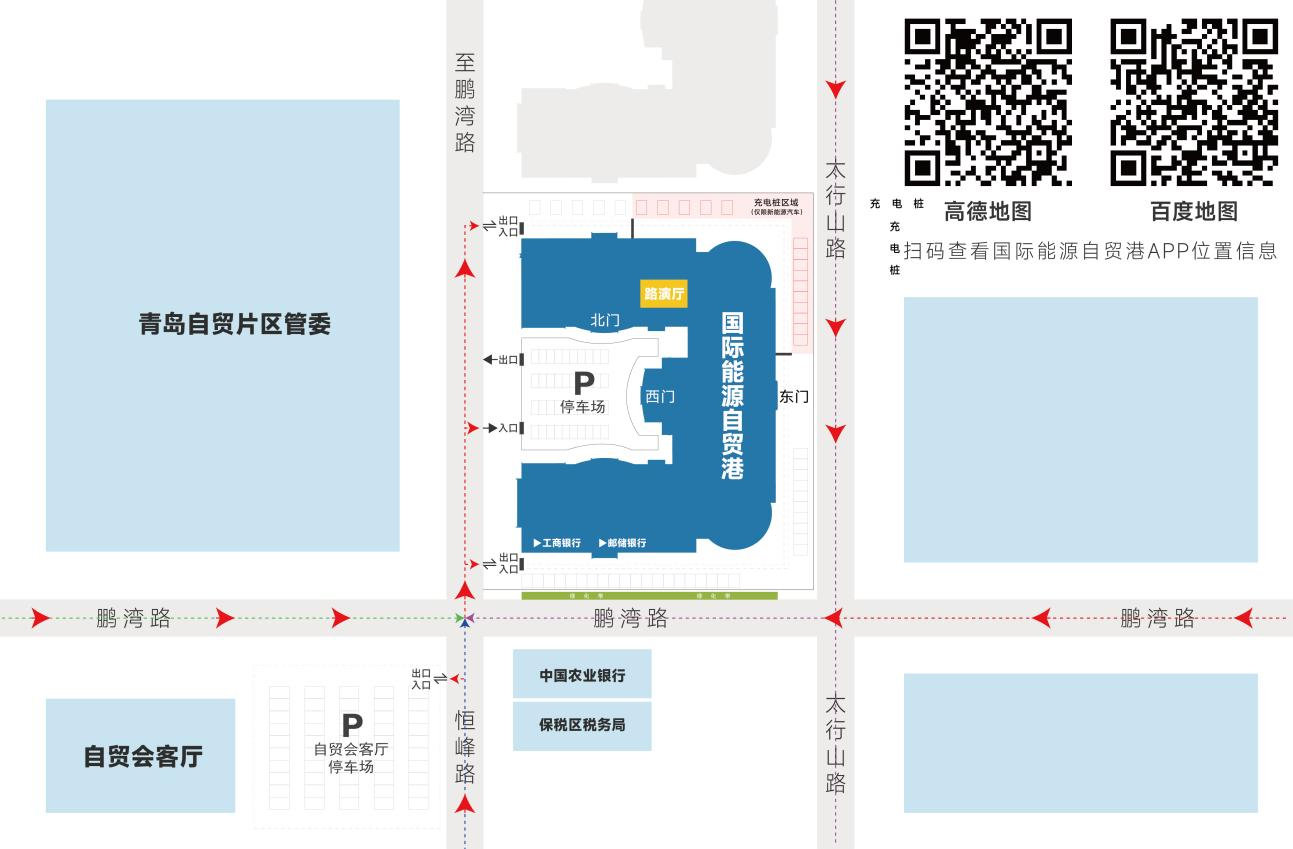 至鹏湾路
太行山路
高德地图
百度地图
充电桩
充电桩
扫码查看国际能源自贸港APP位置信息
充电桩区域
（仅限新能源汽车）
出口
入口
路演厅
北门
国际能源自贸港
青岛自贸片区管委
出口
P
停车场
西门
东门
入口
▶工商银行
▶邮储银行
出口
入口
绿化带
绿化带
鹏湾路
鹏湾路
鹏湾路
出口
入口
中国农业银行
保税区税务局
恒峰路
太行山路
P
自贸会客厅
停车场
自贸会客厅